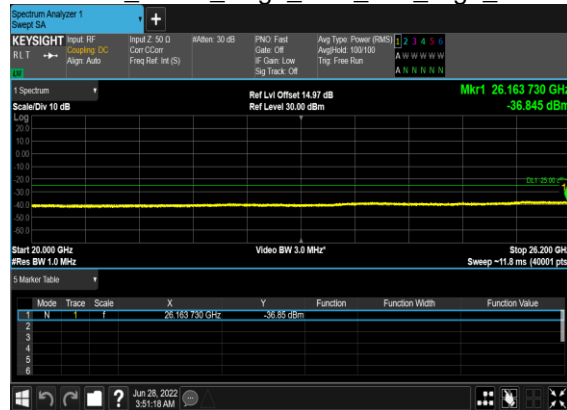 Spectrum Analyzer 1
Swept SA
+
KEYSIGHT
RLT
Input: RF
Coupling: DC
Align: Auto
Input Z: 50 Ω
Corr CCorr
Freq Ref: Int (S)
#Atten: 30 dB
PNO: Fast
Gate: Off
IF Gain: Low
Sig Track: Off
Avg Type: Power (RMS)
Avg|Hold: 100/100
Trig: Free Run
1 2 3 4 5 6
A W W W W W
A N N N N N
1 Spectrum
Scale/Div 10 dB
Ref Lvl Offset 14.97 dB
Ref Level 30.00 dBm
Mkr1 26.163 730 GHz
-36.845 dBm
Log
20.0
10.0
0.00
-10.0
-20.0
-30.0
-40.0
-50.0
-60.0
DL1 -25.00
Start 20.000 GHz
#Res BW 1.0 MHz
Video BW 3.0 MHz*
Stop 26.200 GHz
Sweep ~11.8 ms (40001 pts
5 Marker Table
Mode Trace Scale X Y Function Function Width Function Value
1 N 1 f 26.163 730 GHz -36.85 dBm
2
3
4
5
6
?
Jun 28, 2022
3:51:18 AM